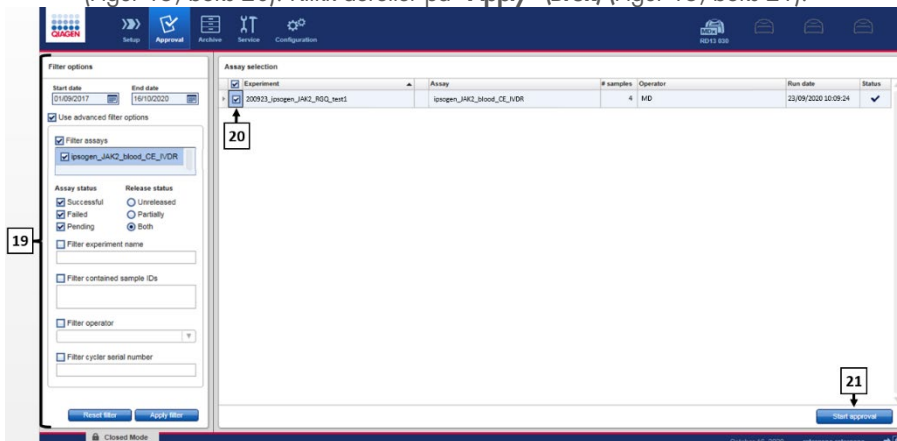 QIAGEN
Setup
Approval
Archive
Service
Configuration
MDx
RD13 830
Filter options
Start date End date
01/09/2017 16/10/2020
Use advanced filter options
Filter assays
ipsogen_JAK2_blood_CE_IVDR
Assay status Release status
Successful Unreleased
Failed Partially
Pending Both
Filter experiment name
Filter contained sample IDs
Filter operator
Filter cycler serial number
Reset filter Apply filter
19
Assay selection
Experiment Assay # samples Operator Run date Status
200923_ipsogen_JAK2_RGQ_test1 ipsogen_JAK2_blood_CE_IVDR 4 MD 23/09/2020 10:09:24
20
21
Start approval
Closed Mode